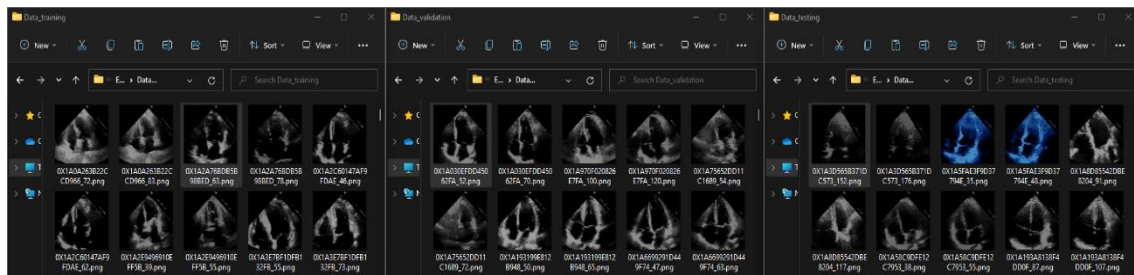 Data_training
New
Sort
View
E...
Data...
Search Data_training
0X1A0A263B22C
CD966_72.png
0X1A0A263B22C
CD966_83.png
0X1A2A76BDB5B
98BED_63.png
0X1A2A76BDB5B
98BED_78.png
0X1A2C60147AF9
FDAE_46.png
0X1A2C60147AF9
FDAE_62.png
0X1A2E9496910E
FF5B_39.png
0X1A2E9496910E
FF5B_55.png
0X1A3E7BF1DFB1
32FB_55.png
0X1A3E7BF1DFB1
32FB_73.png
Data_validation
New
Sort
View
E...
Data...
Search Data_validation
0X1A030EFDD450
62FA_52.png
0X1A030EFDD450
62FA_70.png
0X1A970F020826
E7FA_100.png
0X1A970F020826
E7FA_120.png
0X1A75652DD11
C1689_54.png
0X1A75652DD11
C1689_72.png
0X1A193199E812
B948_50.png
0X1A193199E812
B948_65.png
0X1A6699291D44
9F74_47.png
0X1A6699291D44
9F74_63.png
Data_testing
New
Sort
View
E...
Data...
Search Data_testing
0X1A3D565B371D
C573_152.png
0X1A3D565B371D
C573_176.png
0X1A5FAE3F9D37
794E_35.png
0X1A5FAE3F9D37
794E_48.png
0X1A8D85542DBE
8204_91.png
0X1A8D85542DBE
8204_117.png
0X1A58C9DFE12
C7953_38.png
0X1A58C9DFE12
C7953_55.png
0X1A93A8138F4
DD0F_87.png
0X1A93A8138F4
DD0F_107.png